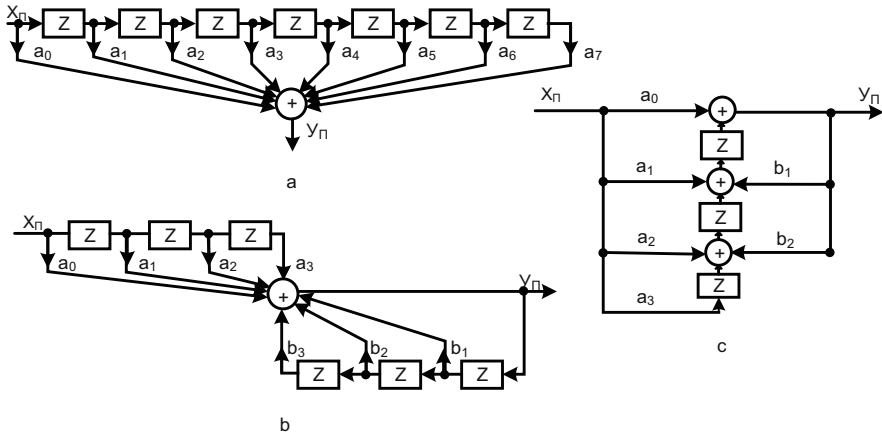 Xп Z Z Z Z Z Z Z
a0 a1 a2 a3 a4 a5 a6 a7
+
Уп
a
Xп Z Z Z
a0 a1 a2 a3
+
Уп
b3 b2 b1
Z Z Z
b
Xп a0 + Уп
Z
a1 + b1
Z
a2 + b2
Z
a3
c